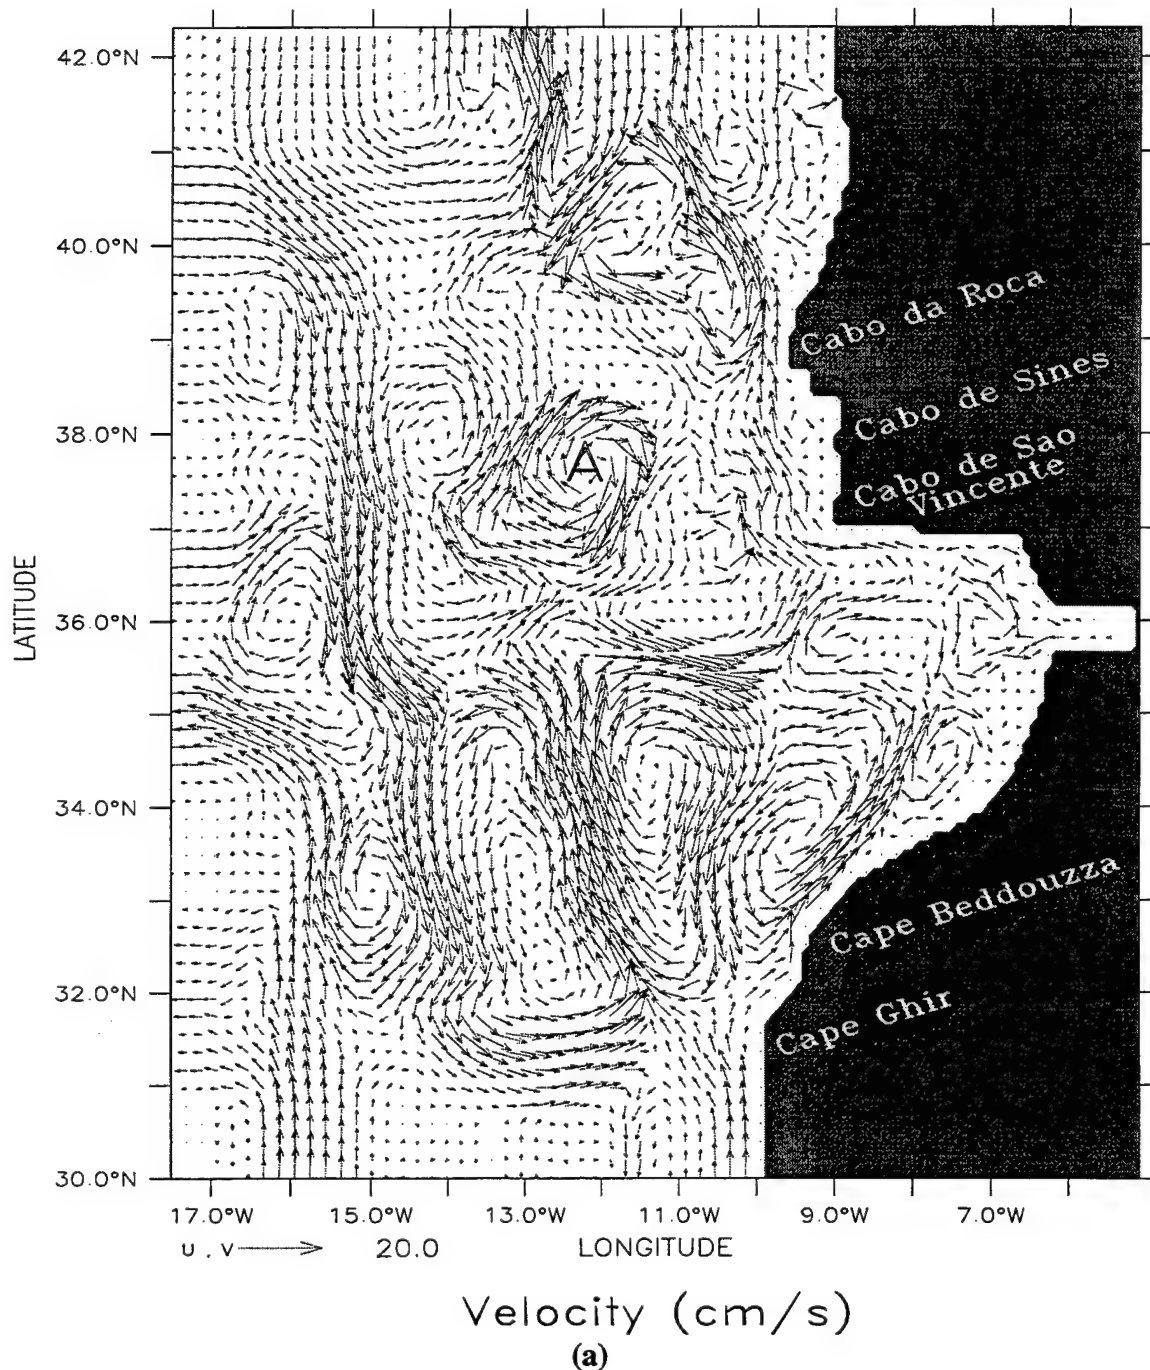 42.0°N
40.0°N
Cabo da Roca
Cabo de Sines
38.0°N
A
Cabo de Sao
Vincente
LATITUDE
36.0°N
34.0°N
Cape Beddouzza
32.0°N
Cape Ghir
30.0°N
17.0°W 15.0°W 13.0°W 11.0°W 9.0°W 7.0°W
u , v 20.0 LONGITUDE
Velocity (cm/s)
(a)